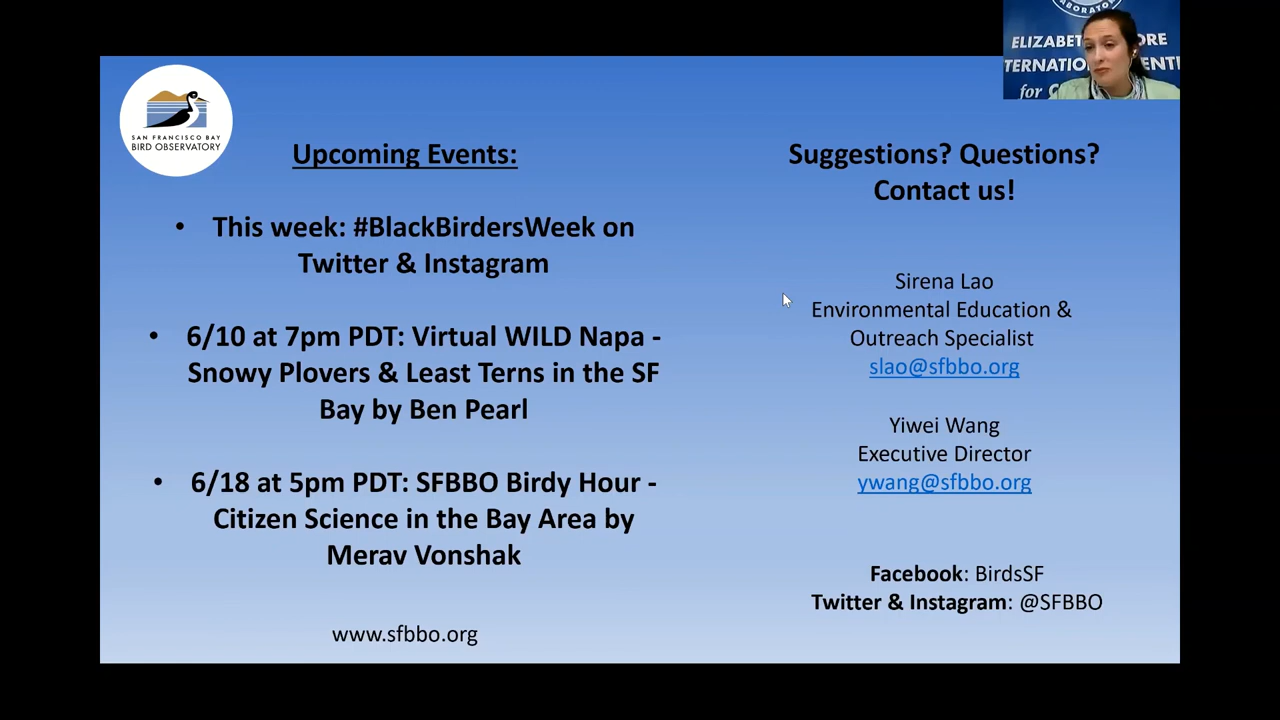 SAN FRANCISCO BAY
BIRD OBSERVATORY
Upcoming Events:
• This week: #BlackBirdersWeek on
Twitter & Instagram
• 6/10 at 7pm PDT: Virtual WILD Napa -
Snowy Plovers & Least Terns in the SF
Bay by Ben Pearl
• 6/18 at 5pm PDT: SFBBO Birdy Hour -
Citizen Science in the Bay Area by
Merav Vonshak
www.sfbbo.org
Suggestions? Questions?
Contact us!
Sirena Lao
Environmental Education &
Outreach Specialist
slao@sfbbo.org
Yiwei Wang
Executive Director
ywang@sfbbo.org
Facebook: BirdsSF
Twitter & Instagram: @SFBBO
for